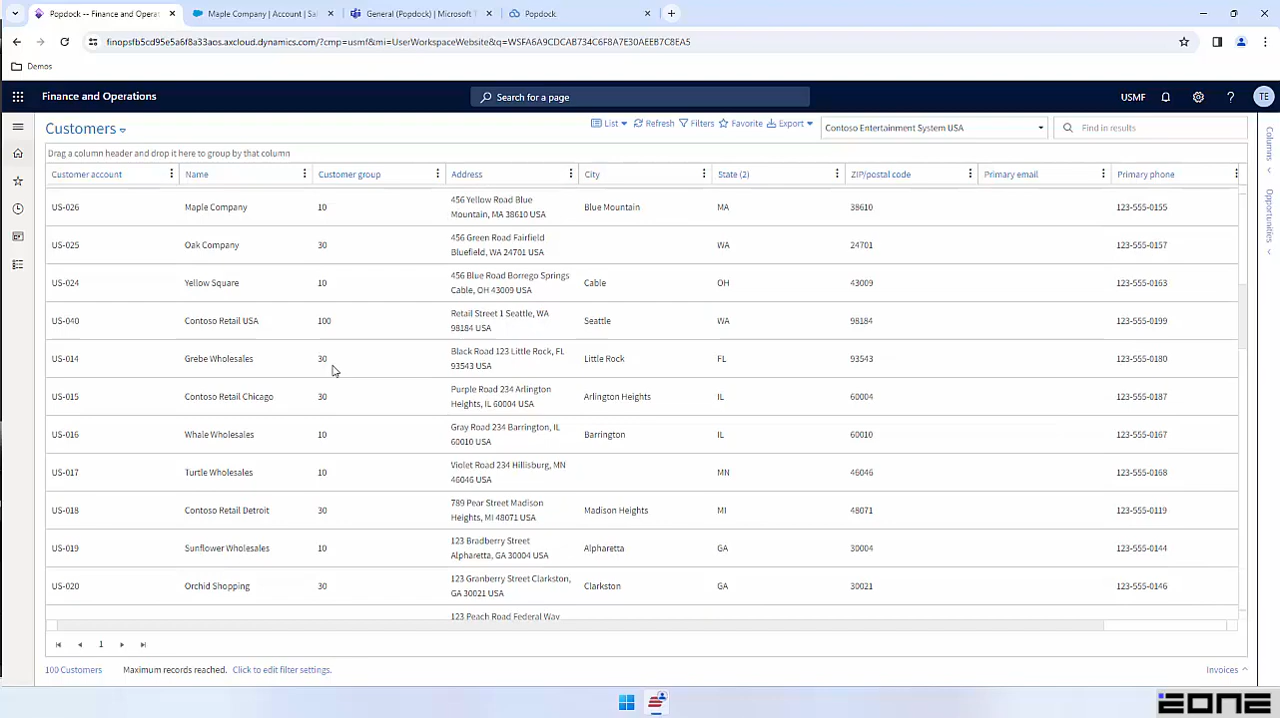 Popdock -- Finance and Operat
Maple Company | Account | Sal
General (Popdock) | Microsoft
Popdock
finopsfb5cd95e5a6f8a33aos.axcloud.dynamics.com/?cmp=usmf&mi=UserWorkspaceWebsite&q=WSFA6A9CDCAB734C6F8A7E30AEEB7C8EA5
Demos
Finance and Operations
Search for a page
USMF
?
TE
Customers
List
Refresh
Filters
Favorite
Export
Contoso Entertainment System USA
Find in results
Drag a column header and drop it here to group by that column
Customer account Name Customer group Address City State (2) ZIP/postal code Primary email Primary phone
456 Yellow Road Blue
US-026 Maple Company 10 Blue Mountain MA 38610 123-555-0155
Mountain, MA 38610 USA
456 Green Road Fairfield
US-025 Oak Company 30 WA 24701 123-555-0157
Bluefield, WA 24701 USA
456 Blue Road Borrego Springs
US-024 Yellow Square 10 Cable OH 43009 123-555-0163
Cable, OH 43009 USA
Retail Street 1 Seattle, WA
US-040 Contoso Retail USA 100 Seattle WA 98184 123-555-0199
98184 USA
Black Road 123 Little Rock, FL
US-014 Grebe Wholesales 30 Little Rock FL 93543 123-555-0180
93543 USA
Purple Road 234 Arlington
US-015 Contoso Retail Chicago 30 Arlington Heights IL 60004 123-555-0187
Heights, IL 60004 USA
Gray Road 234 Barrington, IL
US-016 Whale Wholesales 10 Barrington IL 60010 123-555-0167
60010 USA
Violet Road 234 Hillisburg, MN
US-017 Turtle Wholesales 10 MN 46046 123-555-0168
46046 USA
789 Pear Street Madison
US-018 Contoso Retail Detroit 30 Madison Heights MI 48071 123-555-0119
Heights, MI 48071 USA
123 Bradberry Street
US-019 Sunflower Wholesales 10 Alpharetta GA 30004 123-555-0144
Alpharetta, GA 30004 USA
123 Granberry Street Clarkston,
US-020 Orchid Shopping 30 Clarkston GA 30021 123-555-0146
GA 30021 USA
123 Peach Road Federal Way
1
100 Customers
Maximum records reached.
Click to edit filter settings.
Invoices
Columns
Opportunities
eone